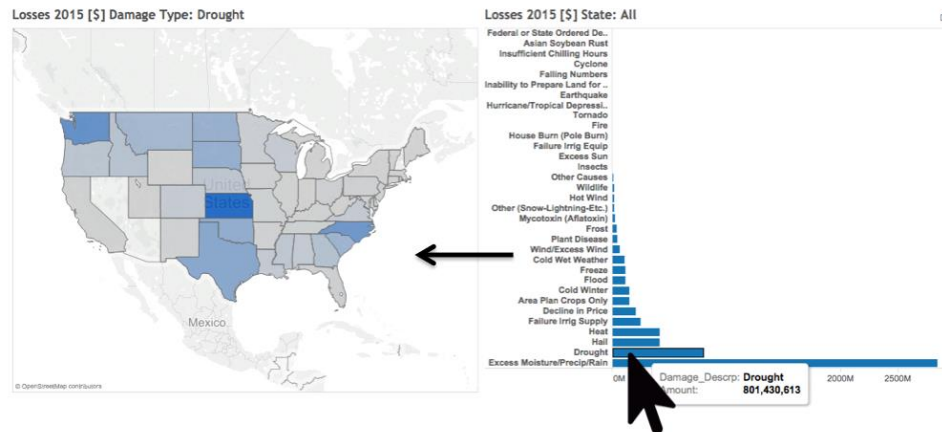 Losses 2015 [$] Damage Type: Drought
United
States
Mexico
© OpenStreetMap contributors
Losses 2015 [$] State: All
Federal or State Ordered De..
Asian Soybean Rust
Insufficient Chilling Hours
Cyclone
Falling Numbers
Inability to Prepare Land for ..
Earthquake
Hurricane/Tropical Depressi..
Tornado
Fire
House Burn (Pole Burn)
Failure Irrig Equip
Excess Sun
Insects
Other Causes
Wildlife
Hot Wind
Other (Snow-Lightning-Etc.)
Mycotoxin (Aflatoxin)
Frost
Plant Disease
Wind/Excess Wind
Cold Wet Weather
Freeze
Flood
Cold Winter
Area Plan Crops Only
Decline in Price
Failure Irrig Supply
Heat
Hail
Drought
Excess Moisture/Precip/Rain
0M 2000M 2500M
Damage_Descrp: Drought
Amount: 801,430,613